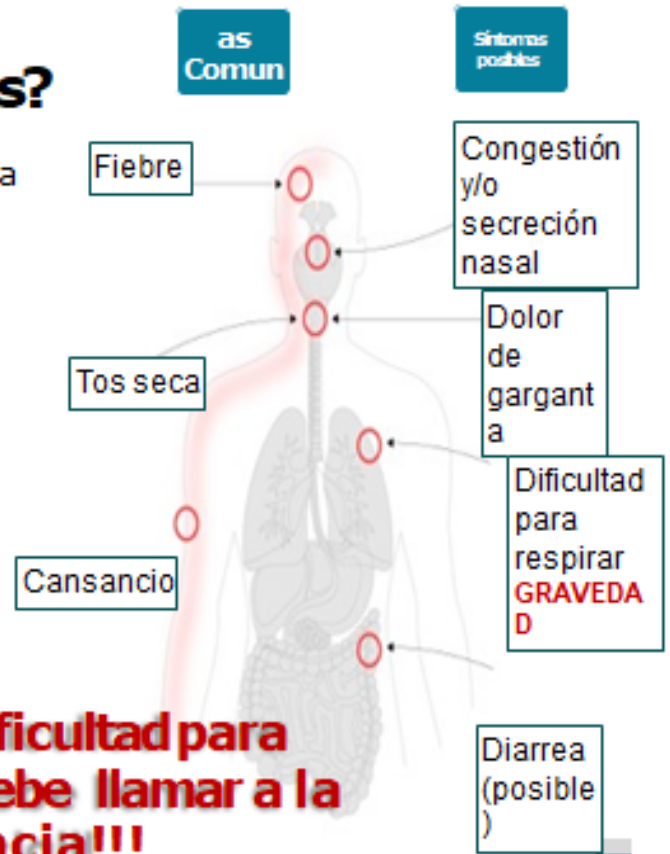 as
Comun
Síntomas
posibles
s?
a
Fiebre
Congestión
y/o
secreción
nasal
Dolor
de
gargant
a
Tos seca
Dificultad
para
respirar
GRAVEDA
D
Cansancio
ficultad para
ebe llamar a la
ncia!!!
Diarrea
(posible
)